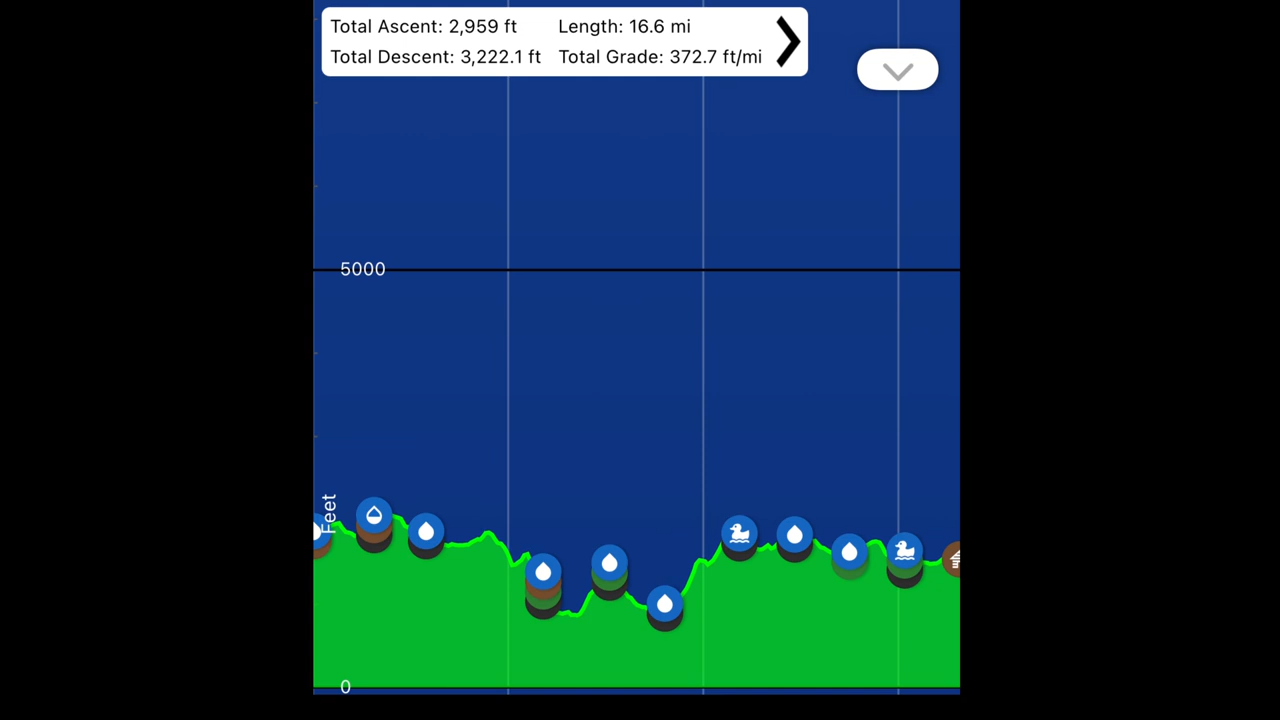 Total Ascent: 2,959 ft Length: 16.6 mi
Total Descent: 3,222.1 ft Total Grade: 372.7 ft/mi
5000
Feet
0